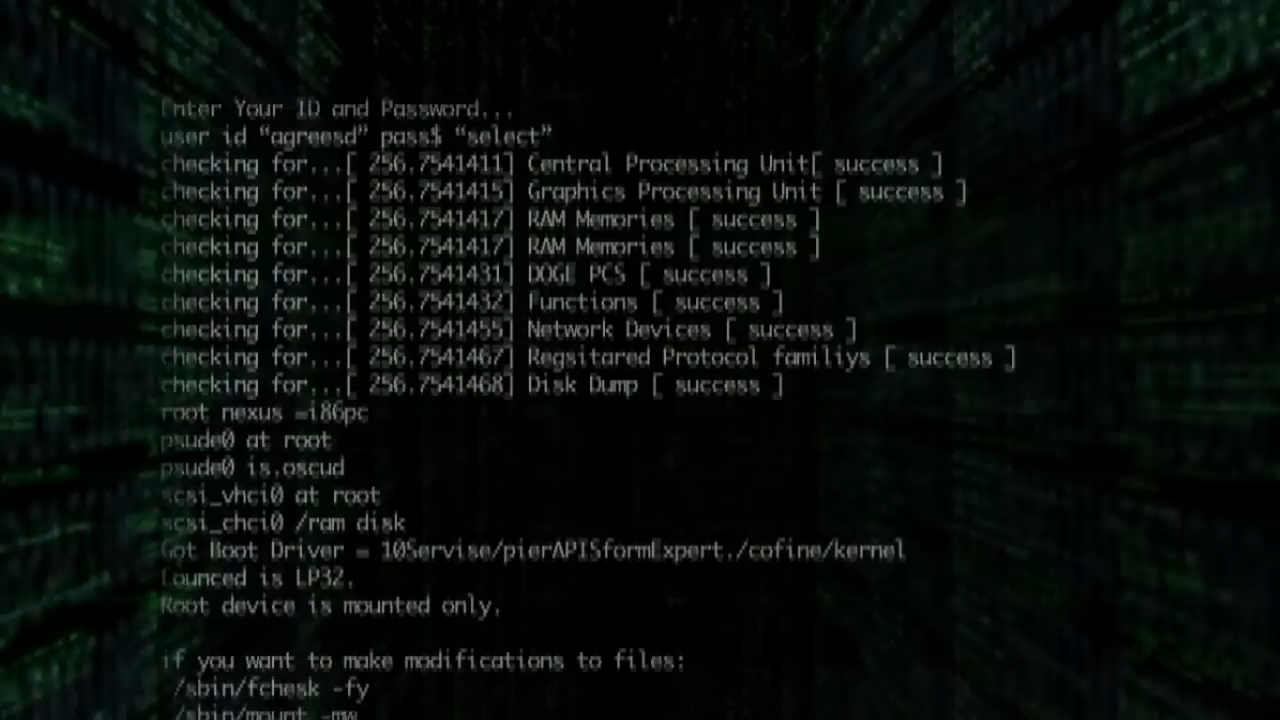 Enter Your ID and Password...
user id “agreesd” pass$ “select”
checking for...[ 256.7541411] Central Processing Unit[ success ]
checking for...[ 256.7541415] Graphics Processing Unit [ success ]
checking for...[ 256.7541417] RAM Memories [ success ]
checking for...[ 256.7541417] RAM Memories [ success ]
checking for...[ 256.7541431] DOGE PCS [ success ]
checking for...[ 256.7541432] Functions [ success ]
checking for...[ 256.7541455] Network Devices [ success ]
checking for...[ 256.7541467] Regsitared Protocol familiys [ success ]
checking for...[ 256.7541468] Disk Dump [ success ]
root nexus =i86pc
psude0 at root
psude0 is.oscud
scsi_vhci0 at root
scsi_chci0 /ram disk
Got Boot Driver = 10Servise/pierAPISformExpert./cofine/kernel
is LP32.
Root device is mounted only.
if you want to make modifications to files:
/sbin/fchesk -fy
/sbin/mount -mw